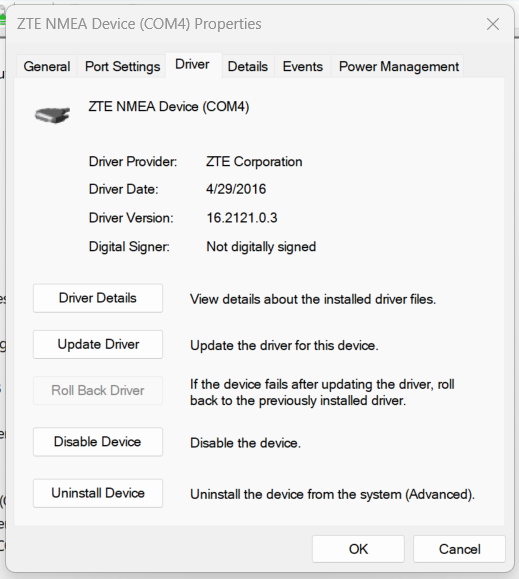 ZTE NMEA Device (COM4) Properties
General
Port Settings
Driver
Details
Events
Power Management
ZTE NMEA Device (COM4)
Driver Provider: ZTE Corporation
Driver Date: 4/29/2016
Driver Version: 16.2121.0.3
Digital Signer: Not digitally signed
Driver Details
View details about the installed driver files.
Update Driver
Update the driver for this device.
Roll Back Driver
If the device fails after updating the driver, roll
back to the previously installed driver.
Disable Device
Disable the device.
Uninstall Device
Uninstall the device from the system (Advanced).
OK
Cancel